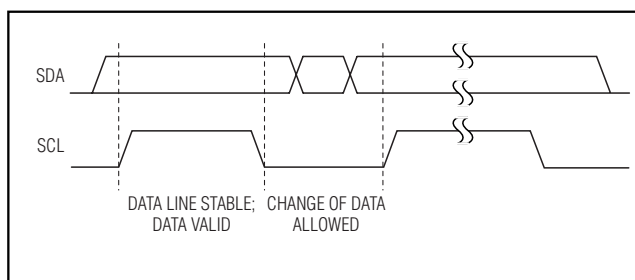 SDA
SCL
DATA LINE STABLE;
DATA VALID
CHANGE OF DATA
ALLOWED